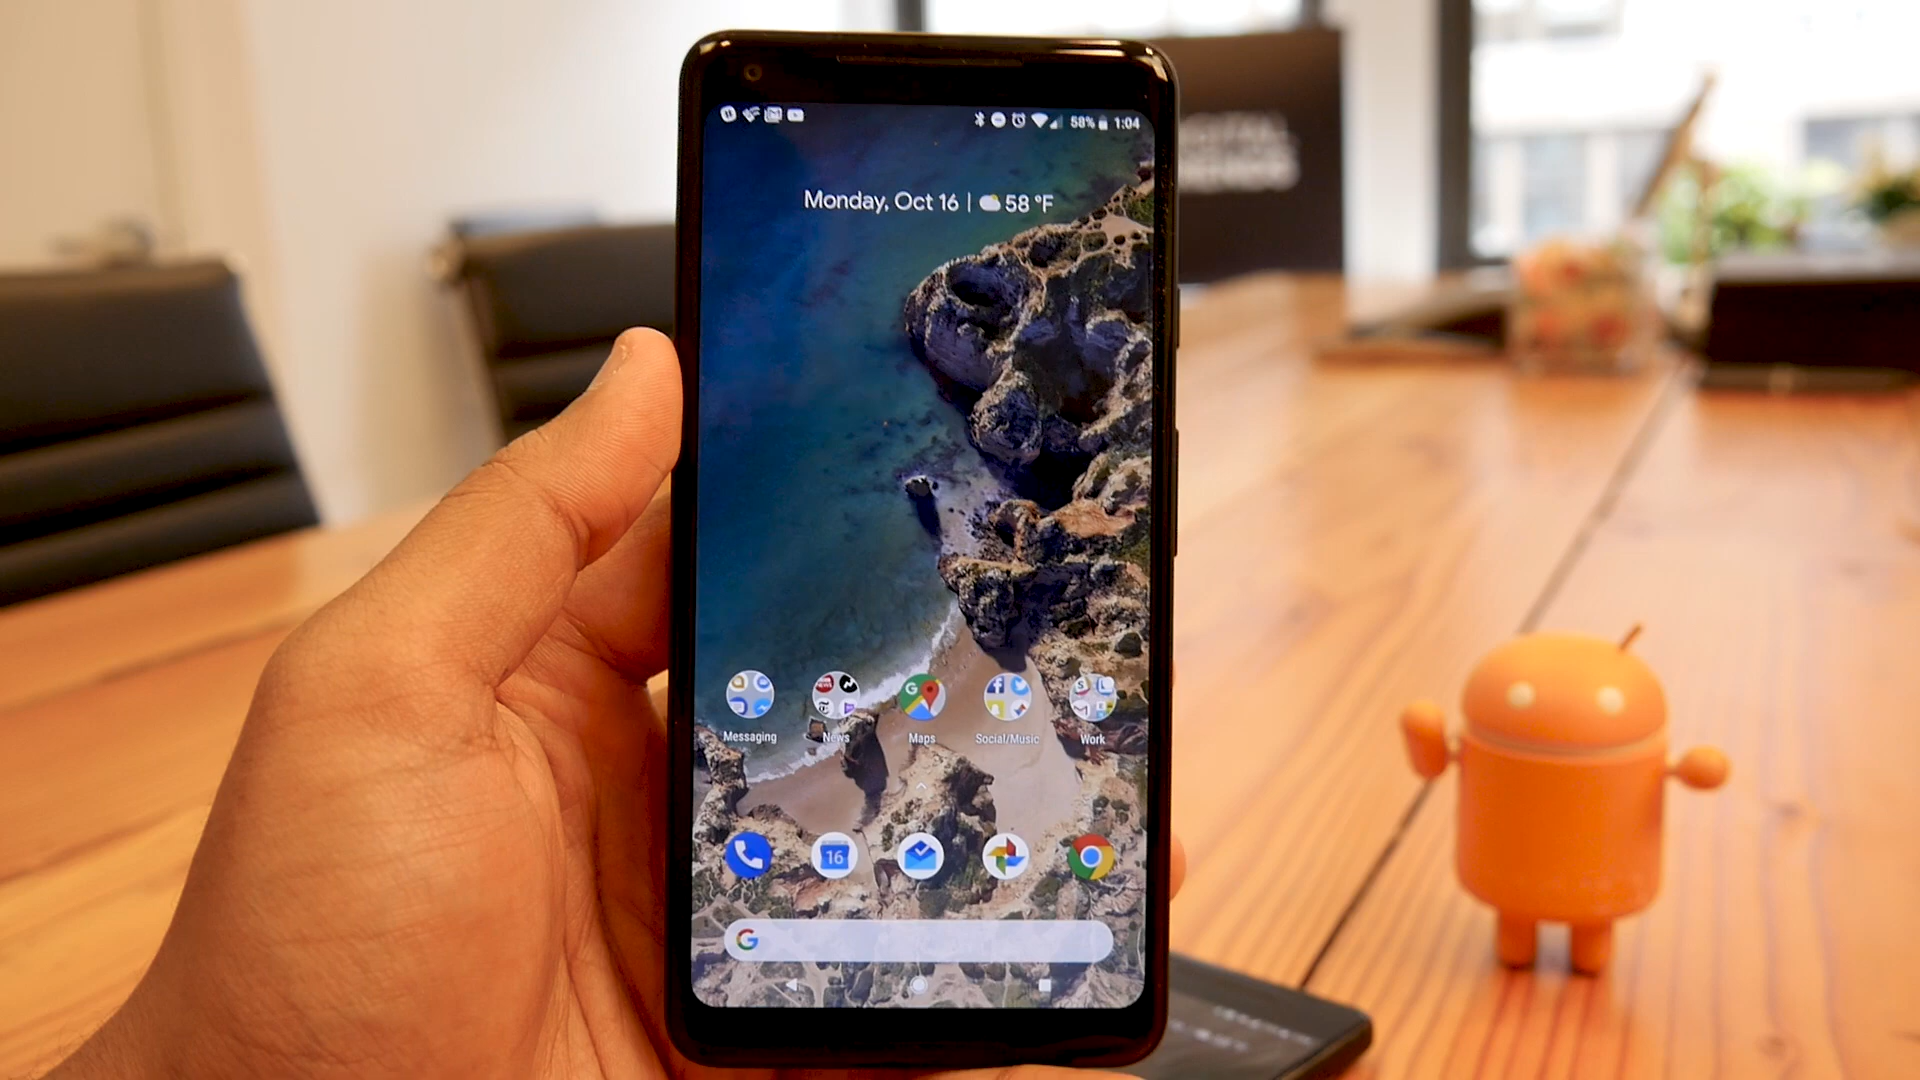 58% 1:04
Monday, Oct 16 | 58 °F
Messaging News Maps Social/Music Work
16
G